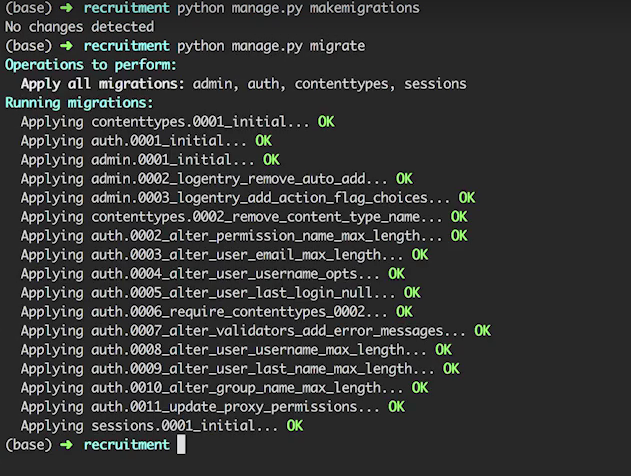 (base) ➜ recruitment python manage.py makemigrations
No changes detected
(base) ➜ recruitment python manage.py migrate
Operations to perform:
  Apply all migrations: admin, auth, contenttypes, sessions
Running migrations:
  Applying contenttypes.0001_initial... OK
  Applying auth.0001_initial... OK
  Applying admin.0001_initial... OK
  Applying admin.0002_logentry_remove_auto_add... OK
  Applying admin.0003_logentry_add_action_flag_choices... OK
  Applying contenttypes.0002_remove_content_type_name... OK
  Applying auth.0002_alter_permission_name_max_length... OK
  Applying auth.0003_alter_user_email_max_length... OK
  Applying auth.0004_alter_user_username_opts... OK
  Applying auth.0005_alter_user_last_login_null... OK
  Applying auth.0006_require_contenttypes_0002... OK
  Applying auth.0007_alter_validators_add_error_messages... OK
  Applying auth.0008_alter_user_username_max_length... OK
  Applying auth.0009_alter_user_last_name_max_length... OK
  Applying auth.0010_alter_group_name_max_length... OK
  Applying auth.0011_update_proxy_permissions... OK
  Applying sessions.0001_initial... OK
(base) ➜ recruitment